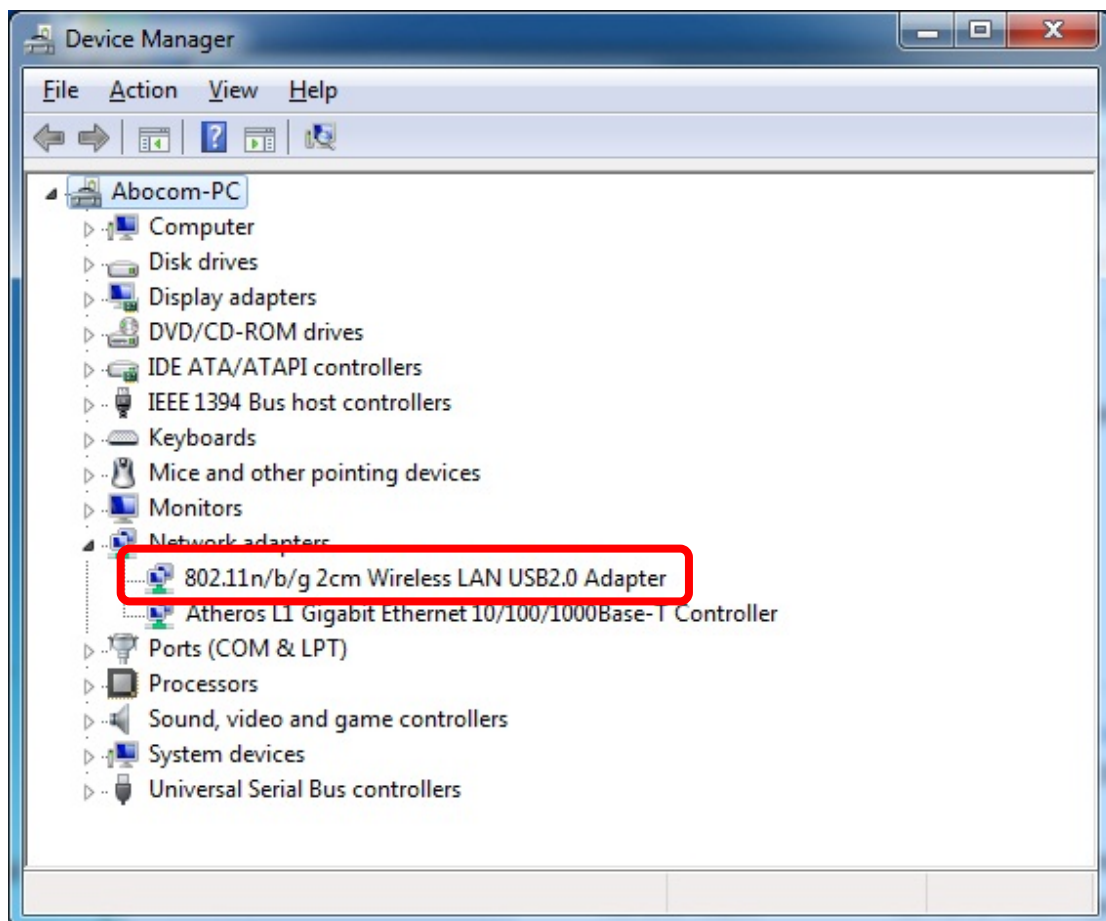 Device Manager
File Action View Help
Abocom-PC
Computer
Disk drives
Display adapters
DVD/CD-ROM drives
IDE ATA/ATAPI controllers
IEEE 1394 Bus host controllers
Keyboards
Mice and other pointing devices
Monitors
Network adapters
802.11n/b/g 2cm Wireless LAN USB2.0 Adapter
Atheros L1 Gigabit Ethernet 10/100/1000Base-T Controller
Ports (COM & LPT)
Processors
Sound, video and game controllers
System devices
Universal Serial Bus controllers